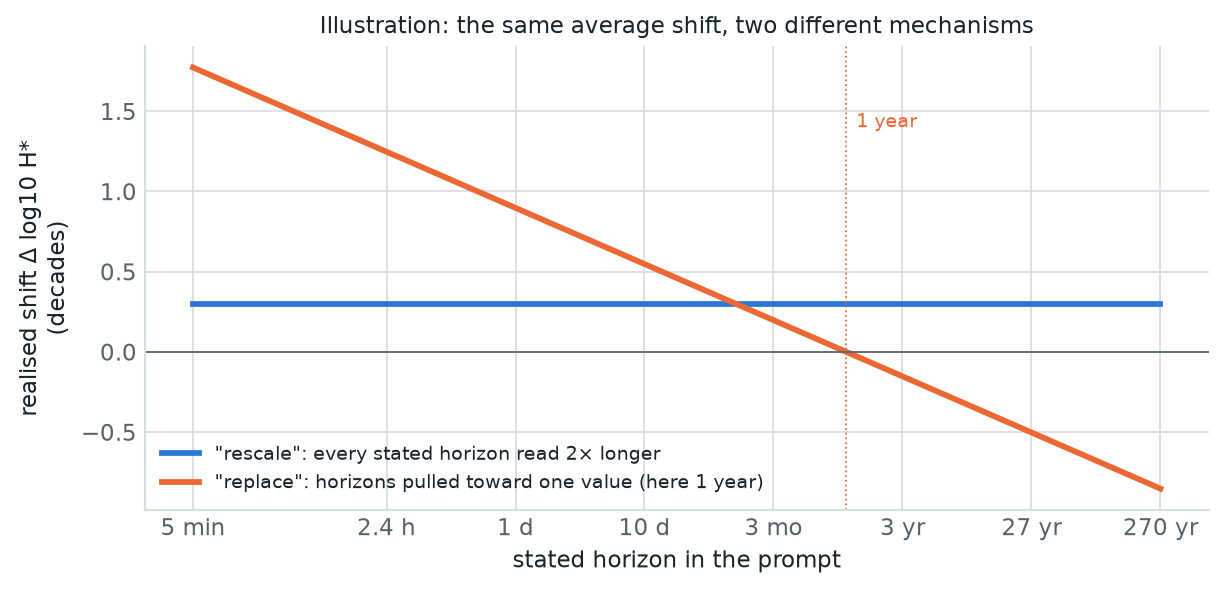 Illustration: the same average shift, two different mechanisms
realised shift Δ log10 H*
(decades)
1.5
1.0
0.5
0.0
−0.5
1 year
"rescale": every stated horizon read 2× longer
"replace": horizons pulled toward one value (here 1 year)
5 min
2.4 h
1 d
10 d
3 mo
3 yr
27 yr
270 yr
stated horizon in the prompt